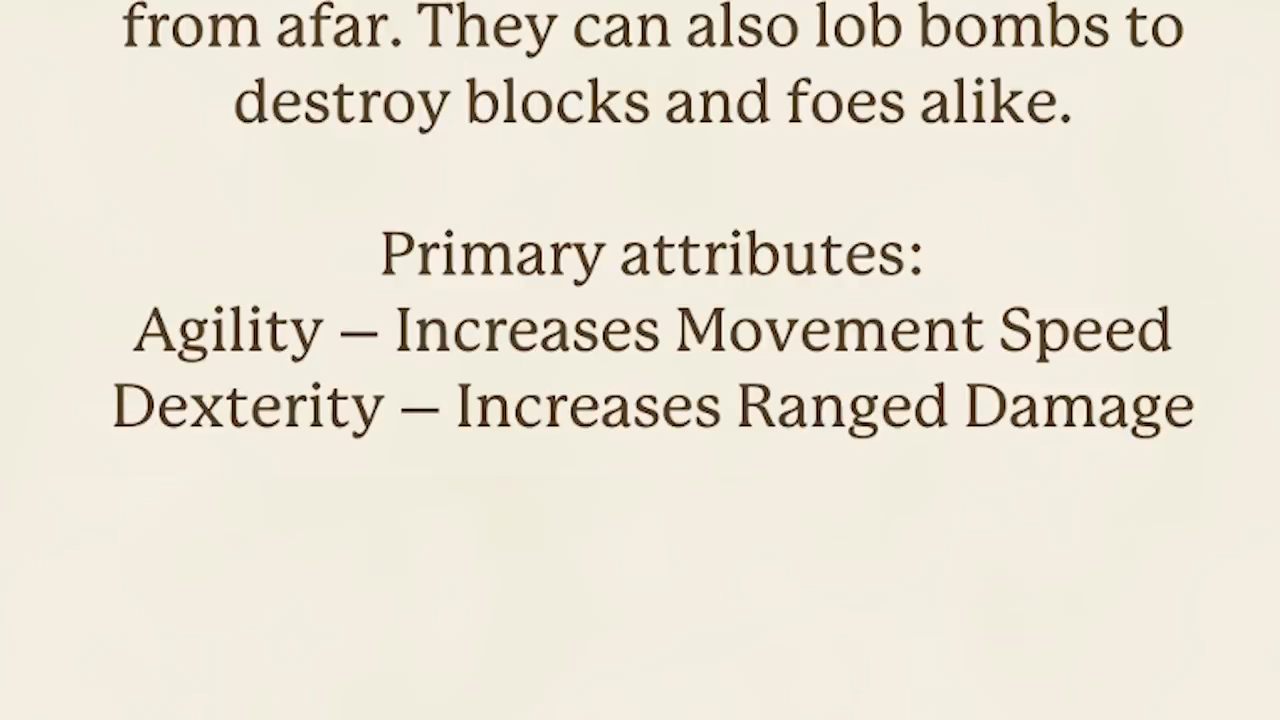 from afar. They can also lob bombs to
destroy blocks and foes alike.
Primary attributes:
Agility – Increases Movement Speed
Dexterity – Increases Ranged Damage